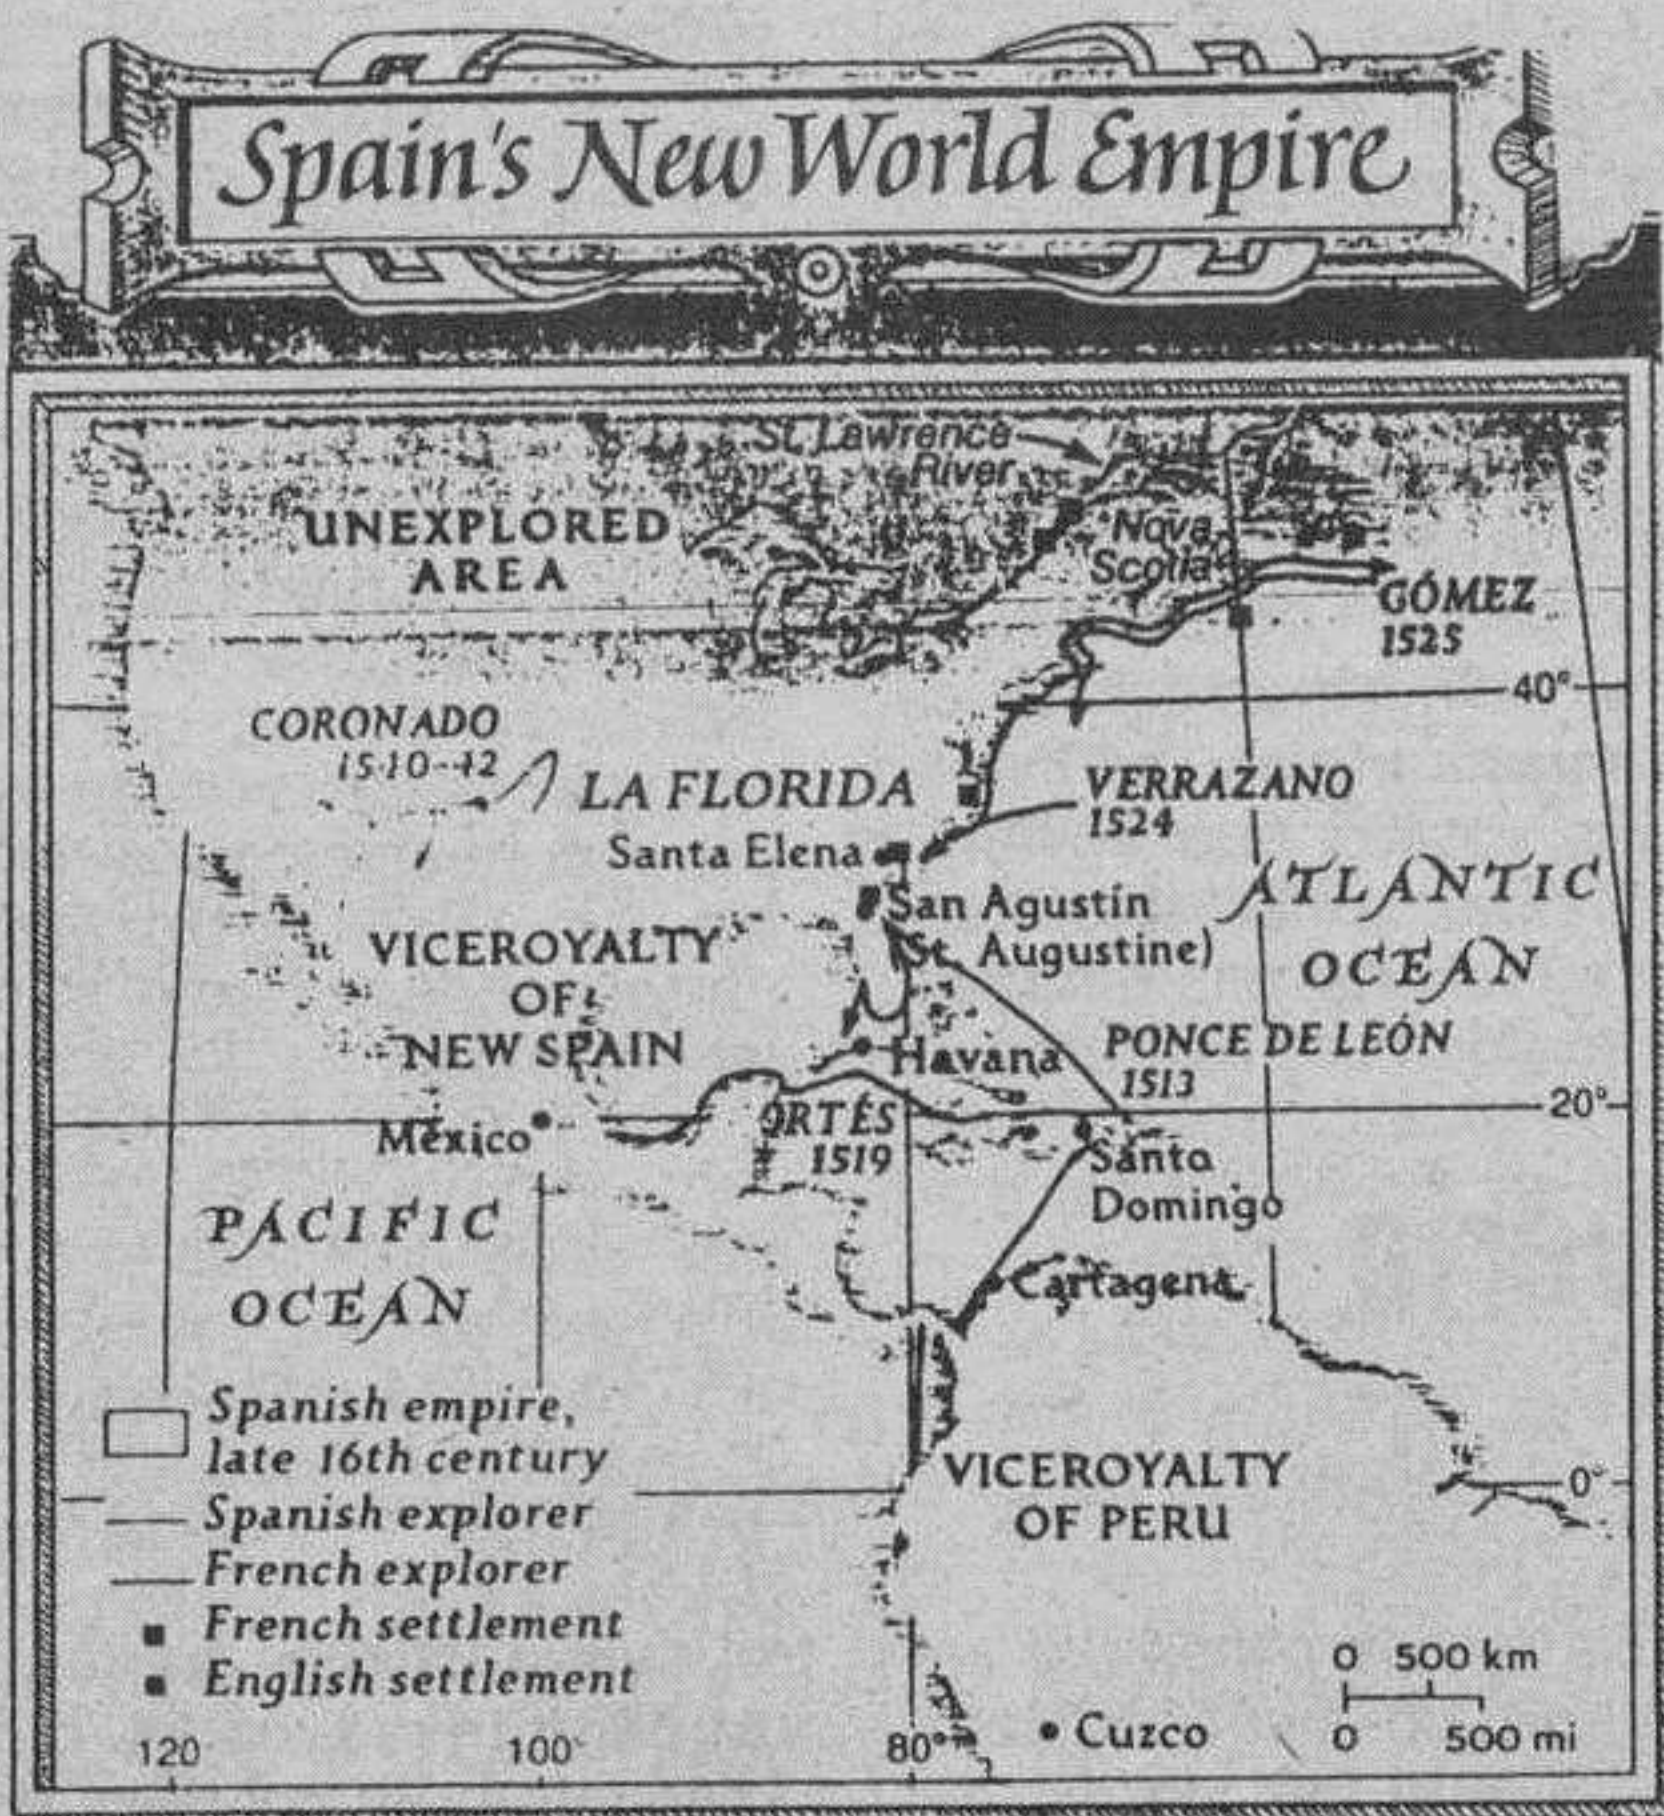 Spain's New World Empire
St. Lawrence
River
UNEXPLORED
AREA
Nova
Scotia
GÓMEZ
1525
40°
CORONADO
1540-42
LA FLORIDA
VERRAZANO
1524
Santa Elena
San Agustín
(St. Augustine)
ATLANTIC
OCEAN
VICEROYALTY
OF
NEW SPAIN
Havana
PONCE DE LEÓN
1513
20°
México
ORTÉS
1519
Santo
Domingo
PACIFIC
OCEAN
Cartagena
Spanish empire,
late 16th century
Spanish explorer
French explorer
French settlement
English settlement
VICEROYALTY
OF PERU
0°
0 500 km
0 500 mi
Cuzco
120
100°
80°